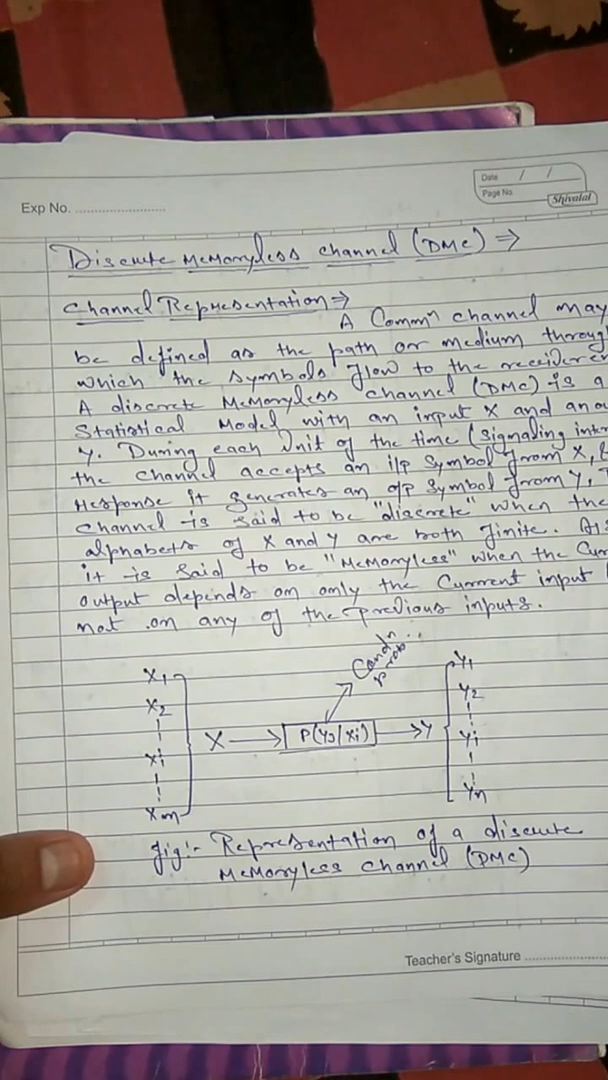 Date / /
Page No.
Shivalal
Exp No. ........................
Discrete Memoryless channel (DMC) ⇒
Channel Representation ⇒
A Commn channel may
be defined as the path or medium throug
which the symbols flow to the
A discrete Memoryless channel (DMC) is a
Statistical Model with an input X and an ou
Y. During each Unit of the time (signaling inter
the channel accepts an i/p symbol from X, &
Response it generates an o/p symbol from Y, T
channel is said to be "discrete" when the
alphabets of X and Y are both finite. Als
it is said to be "Memoryless" when the Cur
output depends on only the Current input
not on any of the previous inputs.
Condn
prob..
X1
X2
Xi
Xm
X → P(Yj|Xi) → Y
Y1
Y2
Yj
Yn
fig:- Representation of a discrete
Memoryless channel (DMC)
Teacher's Signature ........................